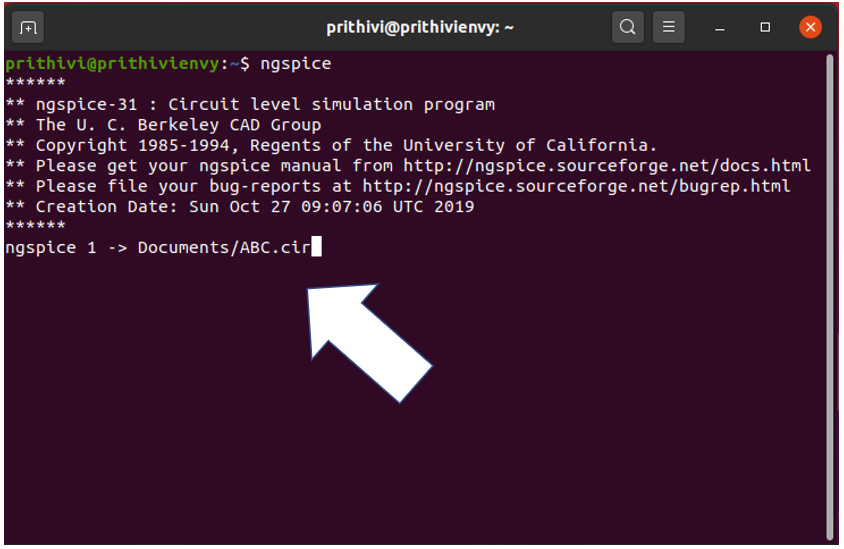 prithivi@prithivienvy: ~
prithivi@prithivienvy:~$ ngspice
******
** ngspice-31 : Circuit level simulation program
** The U. C. Berkeley CAD Group
** Copyright 1985-1994, Regents of the University of California.
** Please get your ngspice manual from http://ngspice.sourceforge.net/docs.html
** Please file your bug-reports at http://ngspice.sourceforge.net/bugrep.html
** Creation Date: Sun Oct 27 09:07:06 UTC 2019
******
ngspice 1 -> Documents/ABC.cir